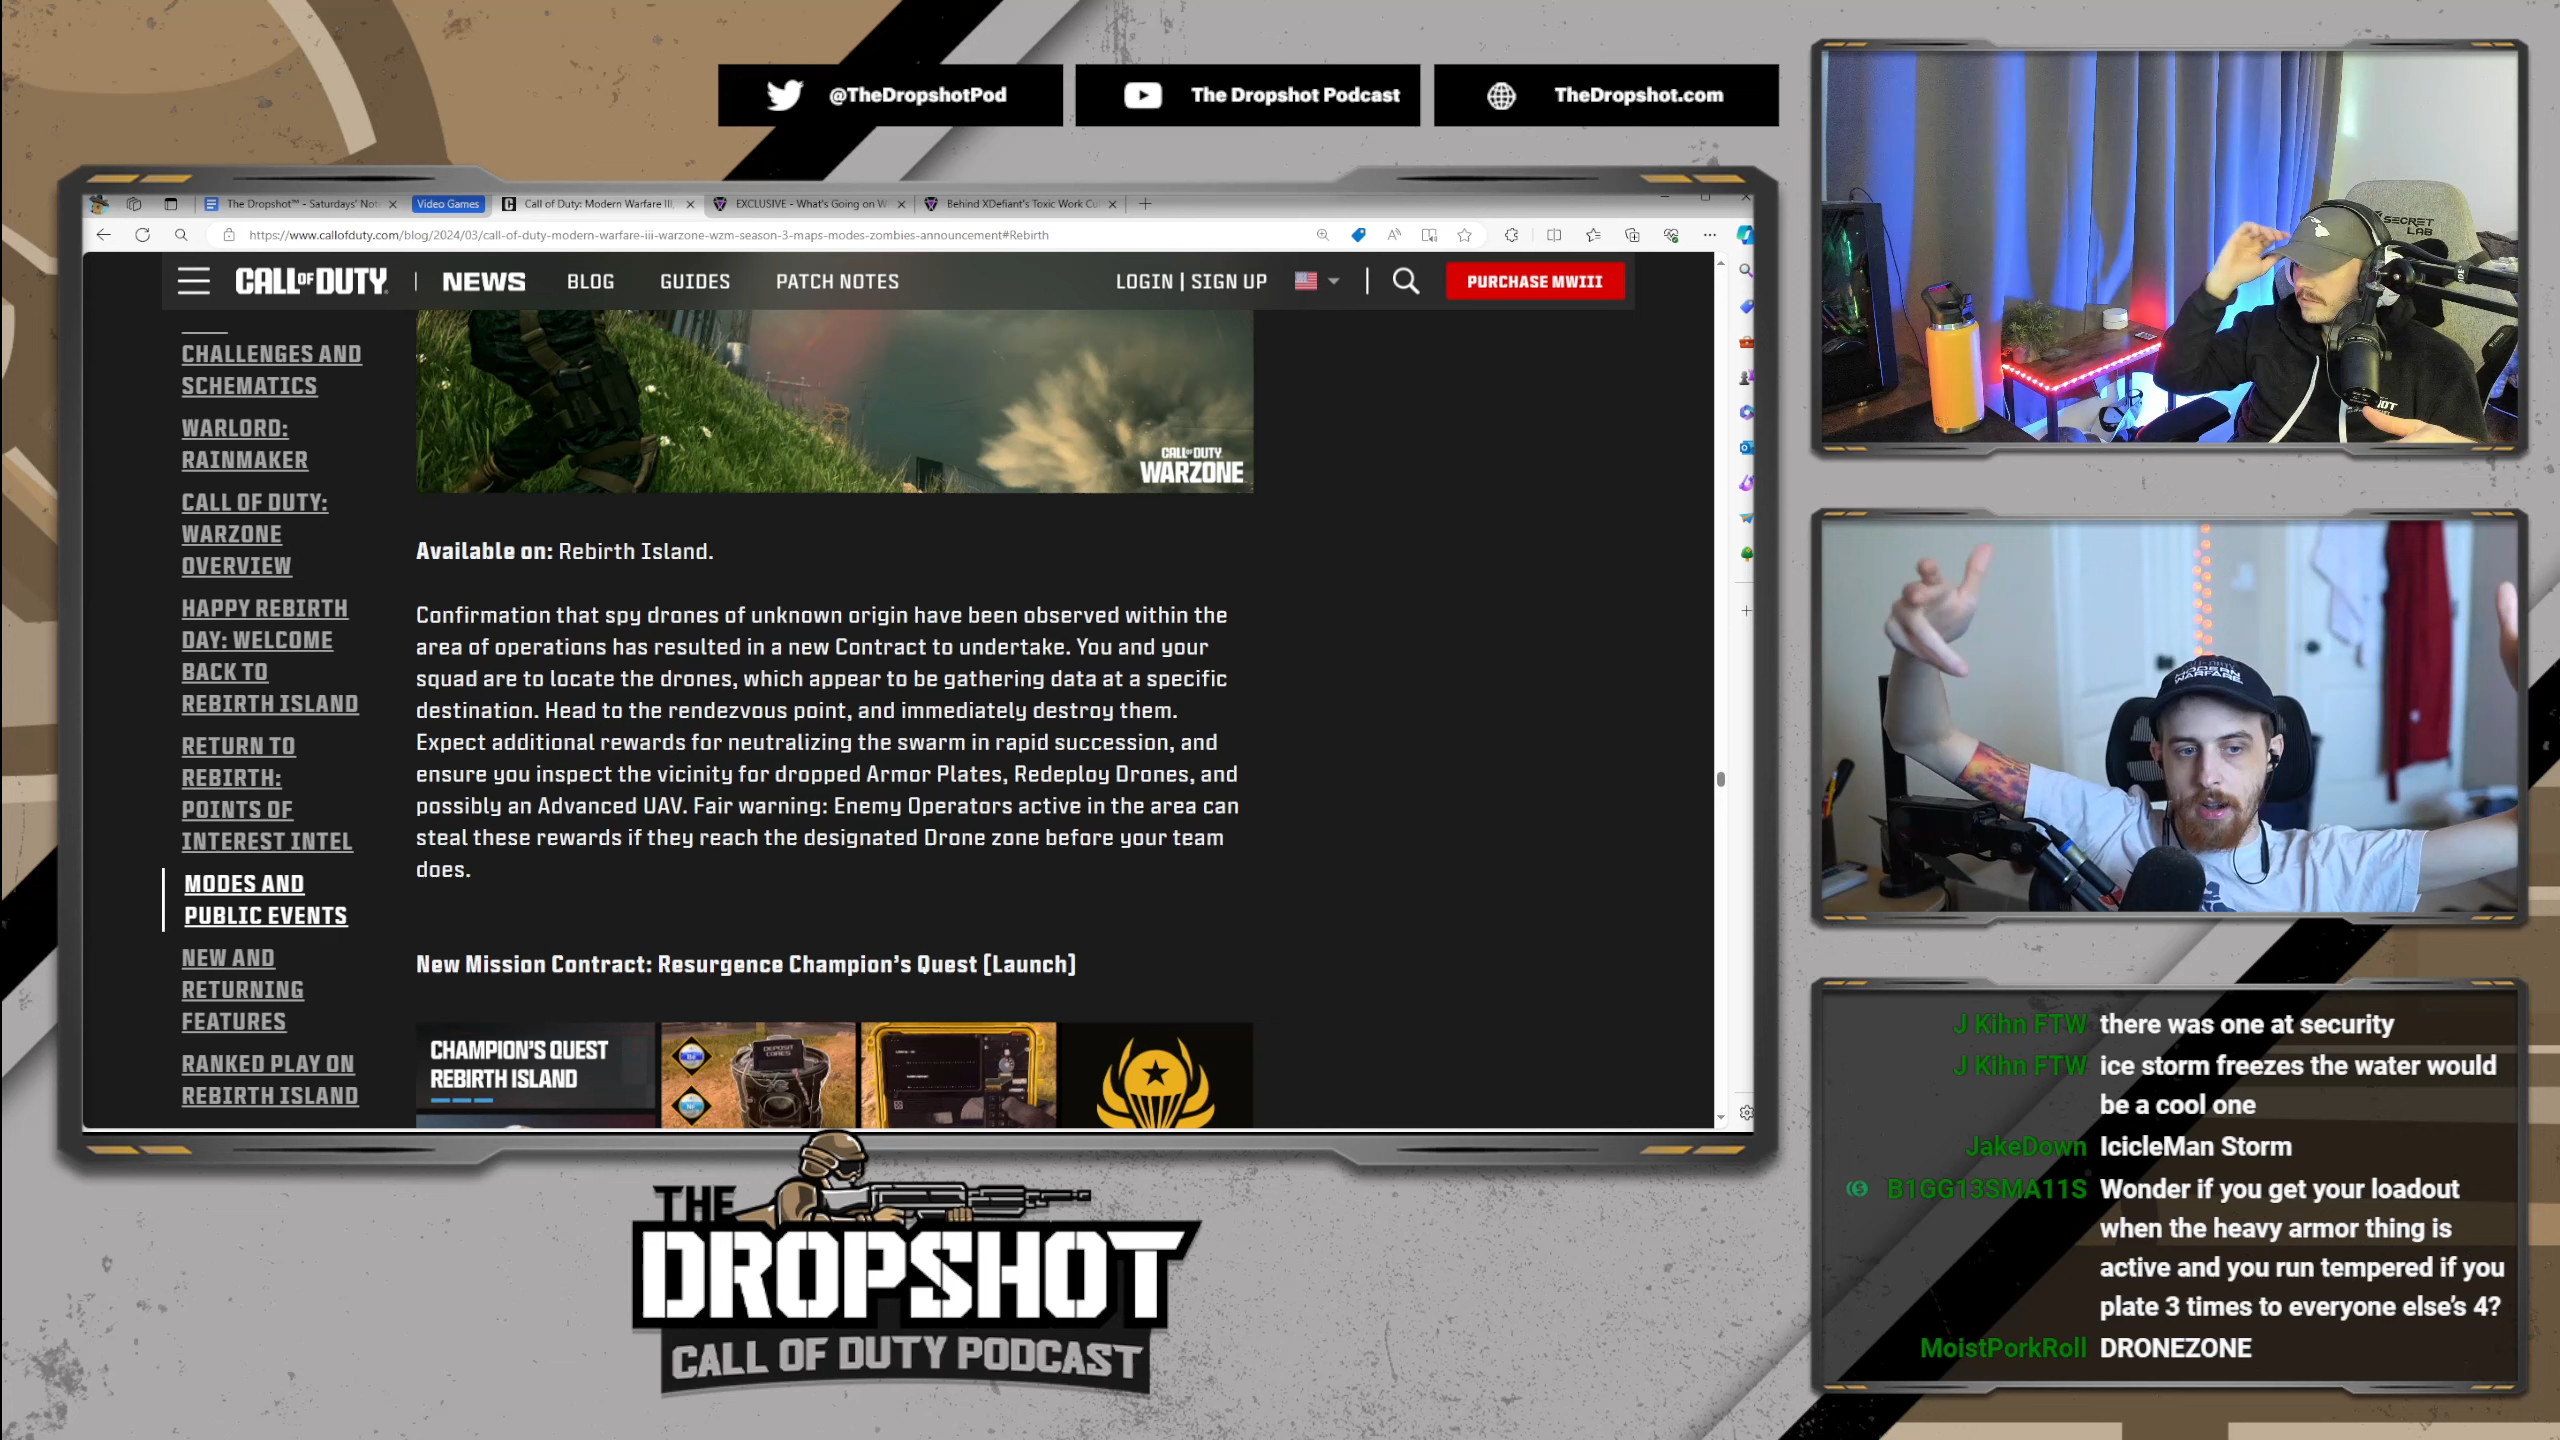 @TheDropshotPod
The Dropshot Podcast
TheDropshot.com
The Dropshot™ - Saturdays' Not
Video Games
Call of Duty: Modern Warfare III,
EXCLUSIVE - What's Going on W
Behind XDefiant's Toxic Work Cu
https://www.callofduty.com/blog/2024/03/call-of-duty-modern-warfare-iii-warzone-wzm-season-3-maps-modes-zombies-announcement#Rebirth
CALL OF DUTY
NEWS
BLOG
GUIDES
PATCH NOTES
LOGIN | SIGN UP
PURCHASE MWIII
CHALLENGES AND
SCHEMATICS
WARLORD:
RAINMAKER
CALL OF DUTY:
WARZONE
OVERVIEW
HAPPY REBIRTH
DAY: WELCOME
BACK TO
REBIRTH ISLAND
RETURN TO
REBIRTH:
POINTS OF
INTEREST INTEL
MODES AND
PUBLIC EVENTS
NEW AND
RETURNING
FEATURES
RANKED PLAY ON
REBIRTH ISLAND
CALL OF DUTY
WARZONE
Available on: Rebirth Island.
Confirmation that spy drones of unknown origin have been observed within the
area of operations has resulted in a new Contract to undertake. You and your
squad are to locate the drones, which appear to be gathering data at a specific
destination. Head to the rendezvous point, and immediately destroy them.
Expect additional rewards for neutralizing the swarm in rapid succession, and
ensure you inspect the vicinity for dropped Armor Plates, Redeploy Drones, and
possibly an Advanced UAV. Fair warning: Enemy Operators active in the area can
steal these rewards if they reach the designated Drone zone before your team
does.
New Mission Contract: Resurgence Champion's Quest [Launch]
CHAMPION'S QUEST
REBIRTH ISLAND
DEPOSIT
CORES
SECRET
LAB
MODERN
WARFARE
J Kihn FTW there was one at security
J Kihn FTW ice storm freezes the water would
be a cool one
JakeDown IcicleMan Storm
B1GG13SMA11S Wonder if you get your loadout
when the heavy armor thing is
active and you run tempered if you
plate 3 times to everyone else's 4?
MoistPorkRoll DRONEZONE
THE
DROPSHOT
CALL OF DUTY PODCAST